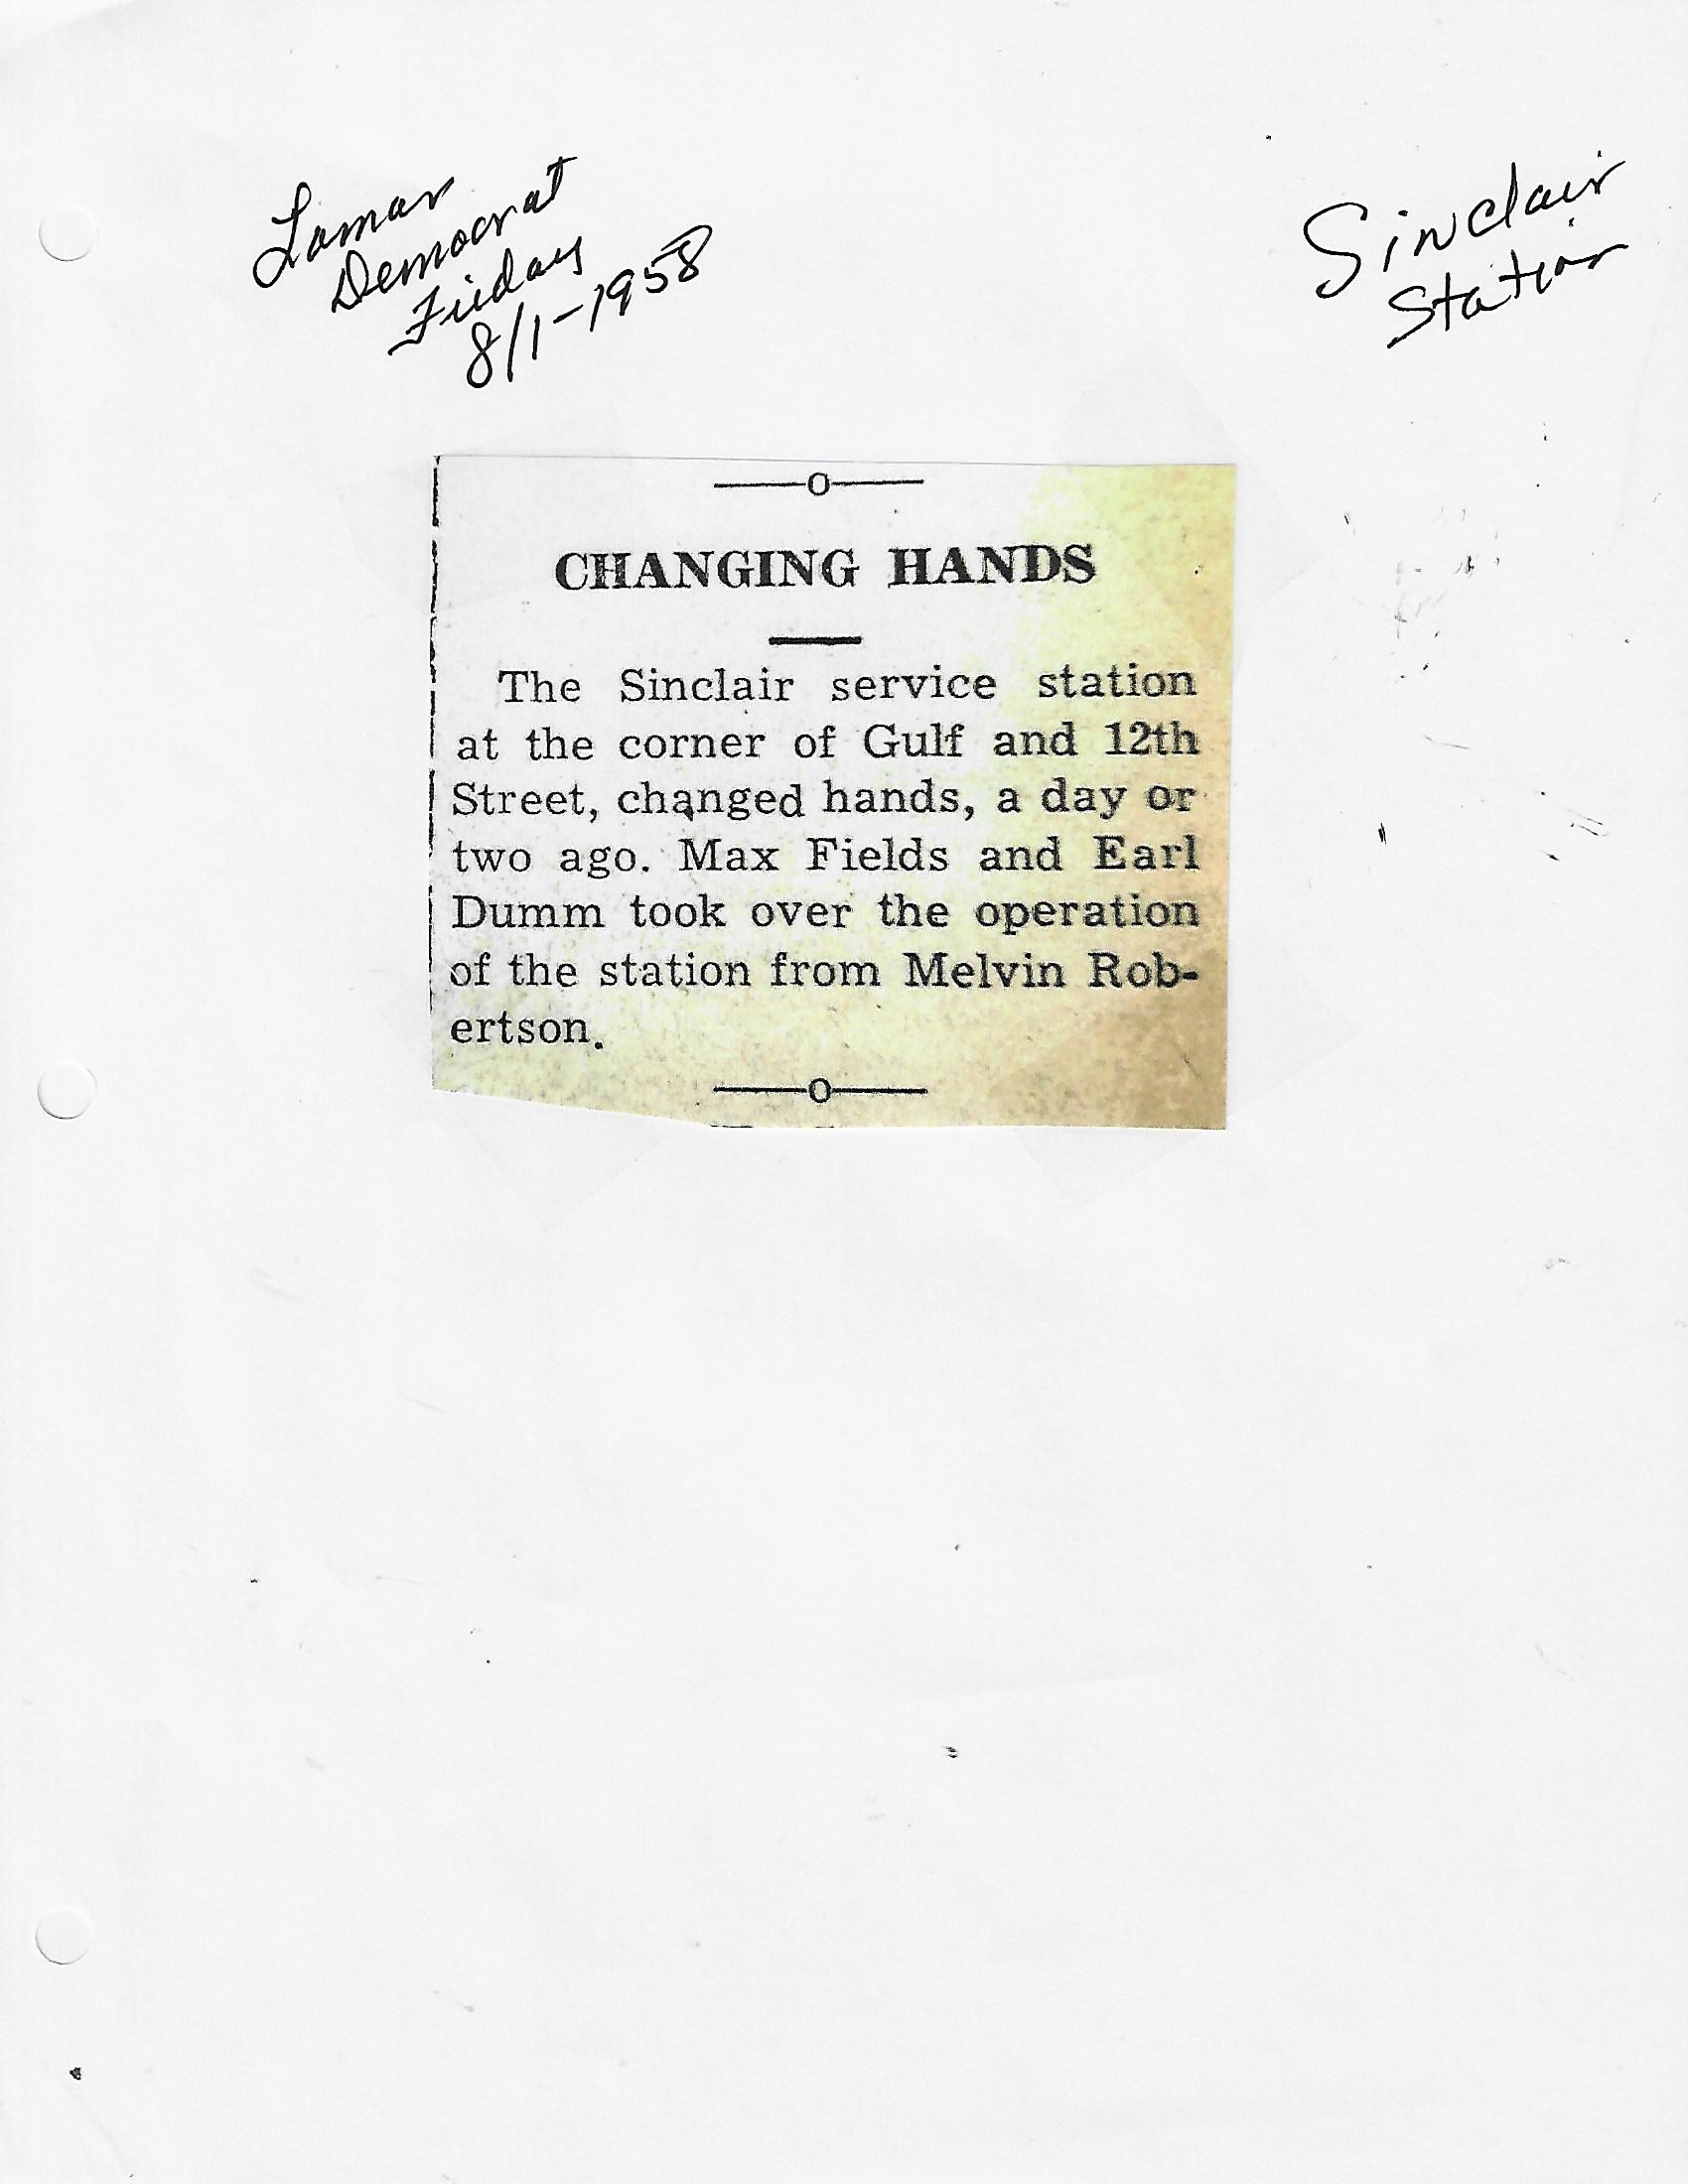 Lamar
Democrat
Friday
8/1-1958
Sinclair
Station
CHANGING HANDS
The Sinclair service station
at the corner of Gulf and 12th
Street, changed hands, a day or
two ago. Max Fields and Earl
Dumm took over the operation
of the station from Melvin Rob-
ertson.